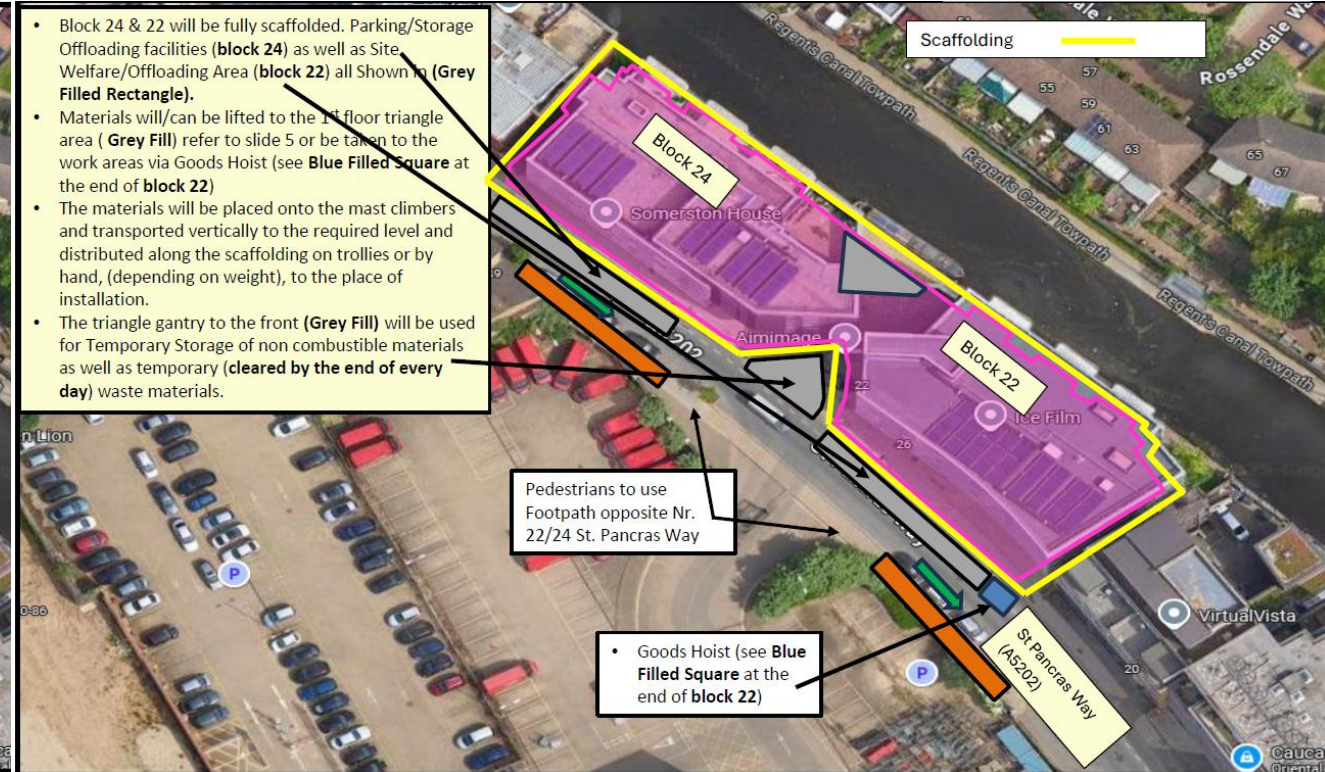 • Block 24 & 22 will be fully scaffolded. Parking/Storage
Offloading facilities (block 24) as well as Site
Welfare/Offloading Area (block 22) all Shown in (Grey
Filled Rectangle).
• Materials will/can be lifted to the 1st floor triangle
area ( Grey Fill) refer to slide 5 or be taken to the
work areas via Goods Hoist (see Blue Filled Square at
the end of block 22)
• The materials will be placed onto the mast climbers
and transported vertically to the required level and
distributed along the scaffolding on trollies or by
hand, (depending on weight), to the place of
installation.
• The triangle gantry to the front (Grey Fill) will be used
for Temporary Storage of non combustible materials
as well as temporary (cleared by the end of every
day) waste materials.
Scaffolding
Regent's Canal Towpath
Regent's Canal Towpath
Regent's Canal Towpath
Rossendale Wa
57
55
59
61
63
65
67
Block 24
Somerston House
Aimimage
Block 22
22
Ice Film
26
202
n Lion
P
0-86
Pedestrians to use
Footpath opposite Nr.
22/24 St. Pancras Way
• Goods Hoist (see Blue
Filled Square at the
end of block 22)
P
St Pancras Way
(A5202)
VirtualVista
20
Cauca
Oriental